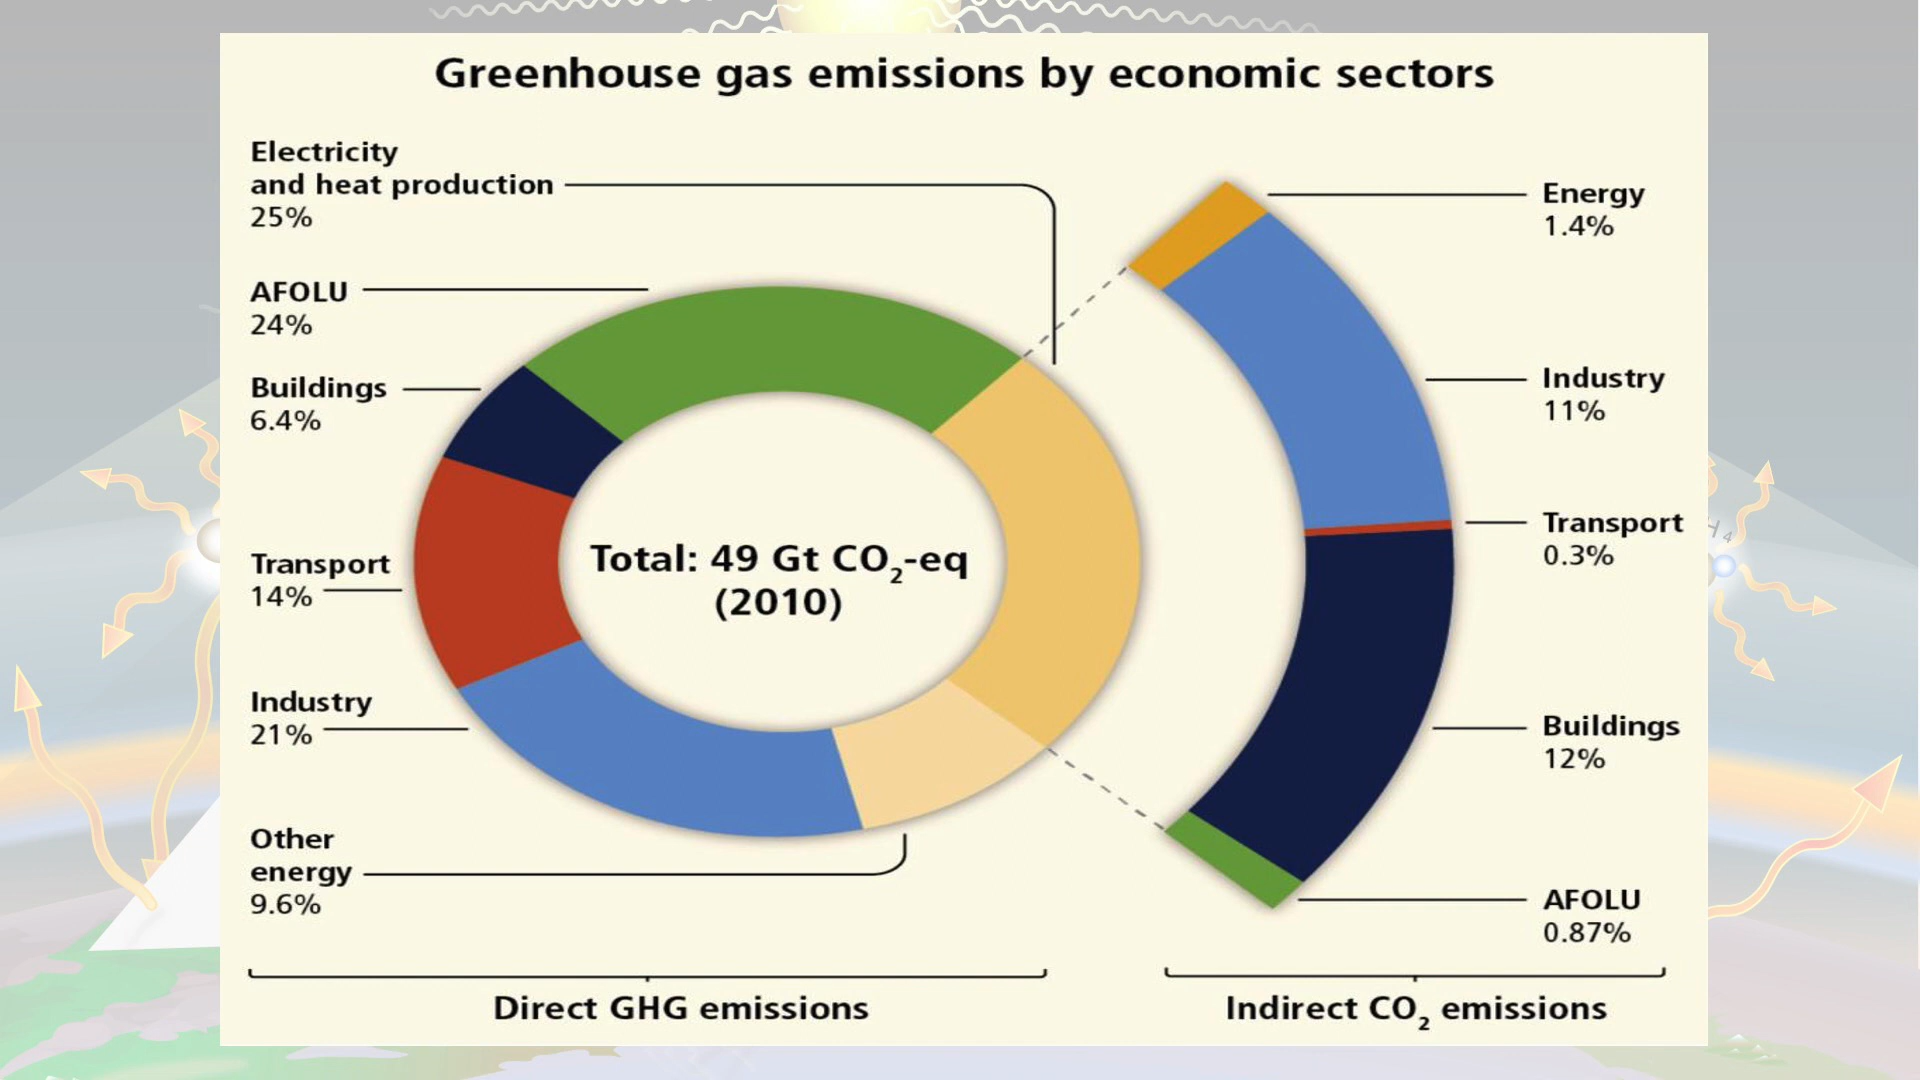 Greenhouse gas emissions by economic sectors
Electricity
and heat production
25%
AFOLU
24%
Buildings
6.4%
Transport
14%
Industry
21%
Other
energy
9.6%
Total: 49 Gt CO₂-eq
(2010)
Energy
1.4%
Industry
11%
Transport
0.3%
Buildings
12%
AFOLU
0.87%
Direct GHG emissions
Indirect CO₂ emissions